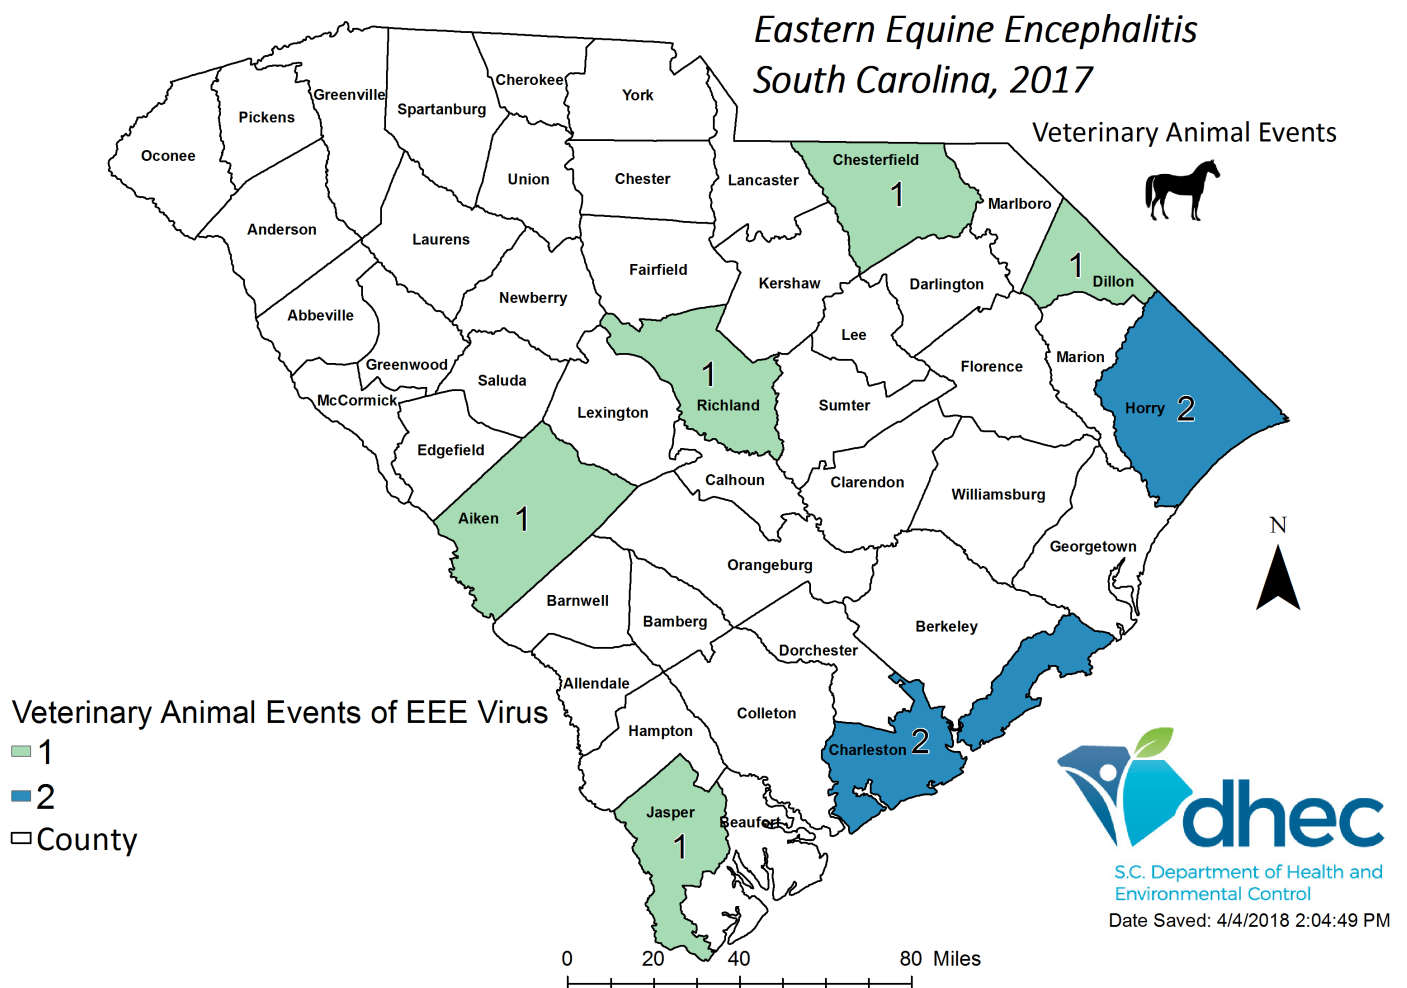 Eastern Equine Encephalitis
South Carolina, 2017
Veterinary Animal Events
Cherokee
York
Greenville
Spartanburg
Pickens
Oconee
Union
Chester
Lancaster
Chesterfield
1
Marlboro
Anderson
Laurens
Fairfield
Kershaw
Darlington
1
Dillon
Newberry
Abbeville
Lee
Greenwood
Saluda
Florence
Marion
McCormick
Lexington
1
Richland
Sumter
Horry 2
Edgefield
Calhoun
Clarendon
Williamsburg
Aiken 1
N
Georgetown
Orangeburg
Barnwell
Bamberg
Berkeley
Dorchester
Allendale
Colleton
Hampton
Charleston 2
Jasper
1
Beaufort
Veterinary Animal Events of EEE Virus
1
2
County
dhec
S.C. Department of Health and
Environmental Control
Date Saved: 4/4/2018 2:04:49 PM
0 20 40 80 Miles